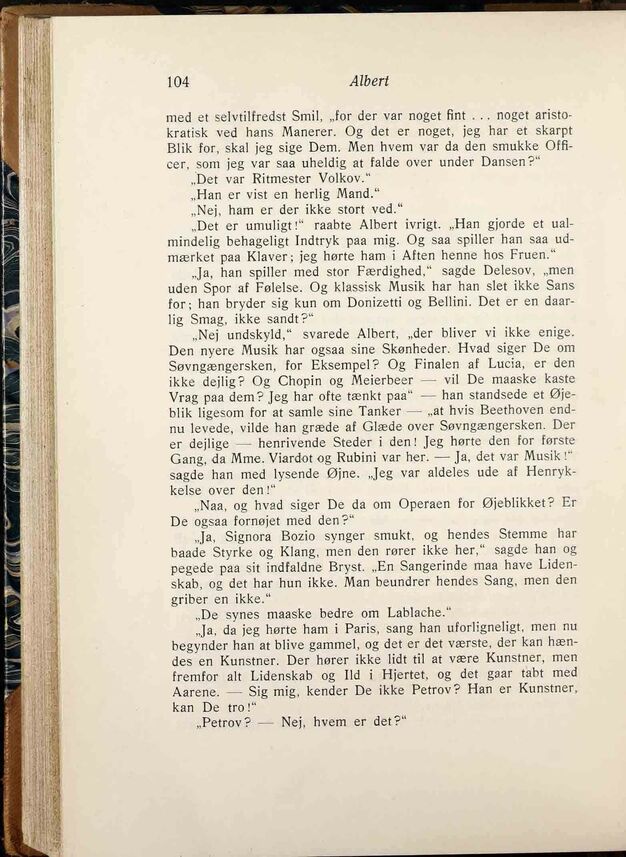 104 Albert
med et selvtilfredst Smil, „for der var noget fint . . . noget aristo-
kratisk ved hans Manerer. Og det er noget, jeg har et skarpt
Blik for, skal jeg sige Dem. Men hvem var da den smukke Offi-
cer, som jeg var saa uheldig at falde over under Dansen?“
„Det var Ritmester Volkov.“
„Han er vist en herlig Mand.“
„Nej, ham er der ikke stort ved.“
„Det er umuligt!“ raabte Albert ivrigt. „Han gjorde et ual-
mindelig behageligt Indtryk paa mig. Og saa spiller han saa ud-
mærket paa Klaver; jeg hørte ham i Aften henne hos Fruen.“
„Ja, han spiller med stor Færdighed,“ sagde Delesov, „men
uden Spor af Følelse. Og klassisk Musik har han slet ikke Sans
for; han bryder sig kun om Donizetti og Bellini. Det er en daar-
lig Smag, ikke sandt?“
„Nej undskyld,“ svarede Albert, „der bliver vi ikke enige.
Den nyere Musik har ogsaa sine Skønheder. Hvad siger De om
Søvngængersken, for Eksempel? Og Finalen af Lucia, er den
ikke dejlig? Og Chopin og Meierbeer — vil De maaske kaste
Vrag paa dem? Jeg har ofte tænkt paa“ — han standsede et Øje-
blik ligesom for at samle sine Tanker — „at hvis Beethoven end-
nu levede, vilde han græde af Glæde over Søvngængersken. Der
er dejlige — henrivende Steder i den! Jeg hørte den for første
Gang, da Mme. Viardot og Rubini var her. — Ja, det var Musik!“
sagde han med lysende Øjne. „Jeg var aldeles ude af Henryk-
kelse over den!“
„Naa, og hvad siger De da om Operaen for Øjeblikket? Er
De ogsaa fornøjet med den?“
„Ja, Signora Bozio synger smukt, og hendes Stemme har
baade Styrke og Klang, men den rører ikke her,“ sagde han og
pegede paa sit indfaldne Bryst. „En Sangerinde maa have Liden-
skab, og det har hun ikke. Man beundrer hendes Sang, men den
griber en ikke.“
„De synes maaske bedre om Lablache.“
„Ja, da jeg hørte ham i Paris, sang han uforligneligt, men nu
begynder han at blive gammel, og det er det værste, der kan hæn-
des en Kunstner. Der hører ikke lidt til at være Kunstner, men
fremfor alt Lidenskab og Ild i Hjertet, og det gaar tabt med
Aarene. — Sig mig, kender De ikke Petrov? Han er Kunstner,
kan De tro!“
„Petrov? — Nej, hvem er det?“